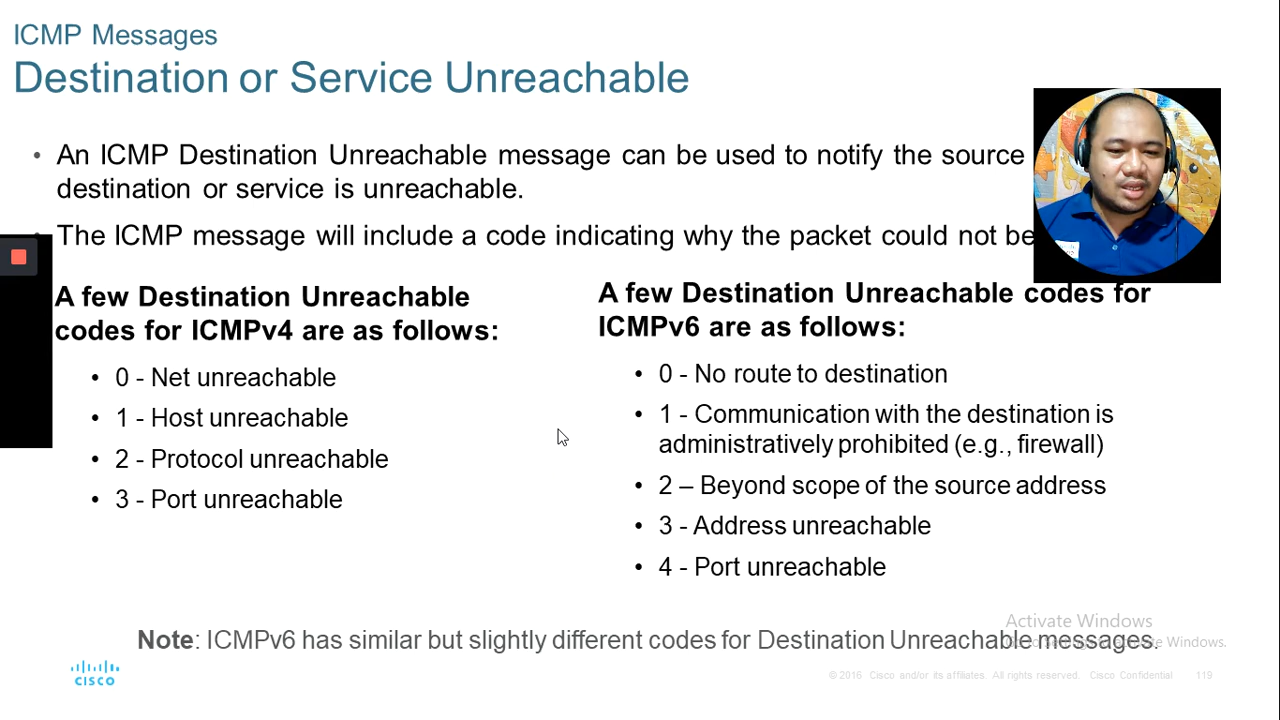 ICMP Messages
Destination or Service Unreachable
• An ICMP Destination Unreachable message can be used to notify the source
destination or service is unreachable.
• The ICMP message will include a code indicating why the packet could not be
A few Destination Unreachable
codes for ICMPv4 are as follows:
• 0 - Net unreachable
• 1 - Host unreachable
• 2 - Protocol unreachable
• 3 - Port unreachable
A few Destination Unreachable codes for
ICMPv6 are as follows:
• 0 - No route to destination
• 1 - Communication with the destination is
administratively prohibited (e.g., firewall)
• 2 – Beyond scope of the source address
• 3 - Address unreachable
• 4 - Port unreachable
Activate Windows
Note: ICMPv6 has similar but slightly different codes for Destination Unreachable messages.
Windows.
CISCO
© 2016 Cisco and/or its affiliates. All rights reserved. Cisco Confidential 119